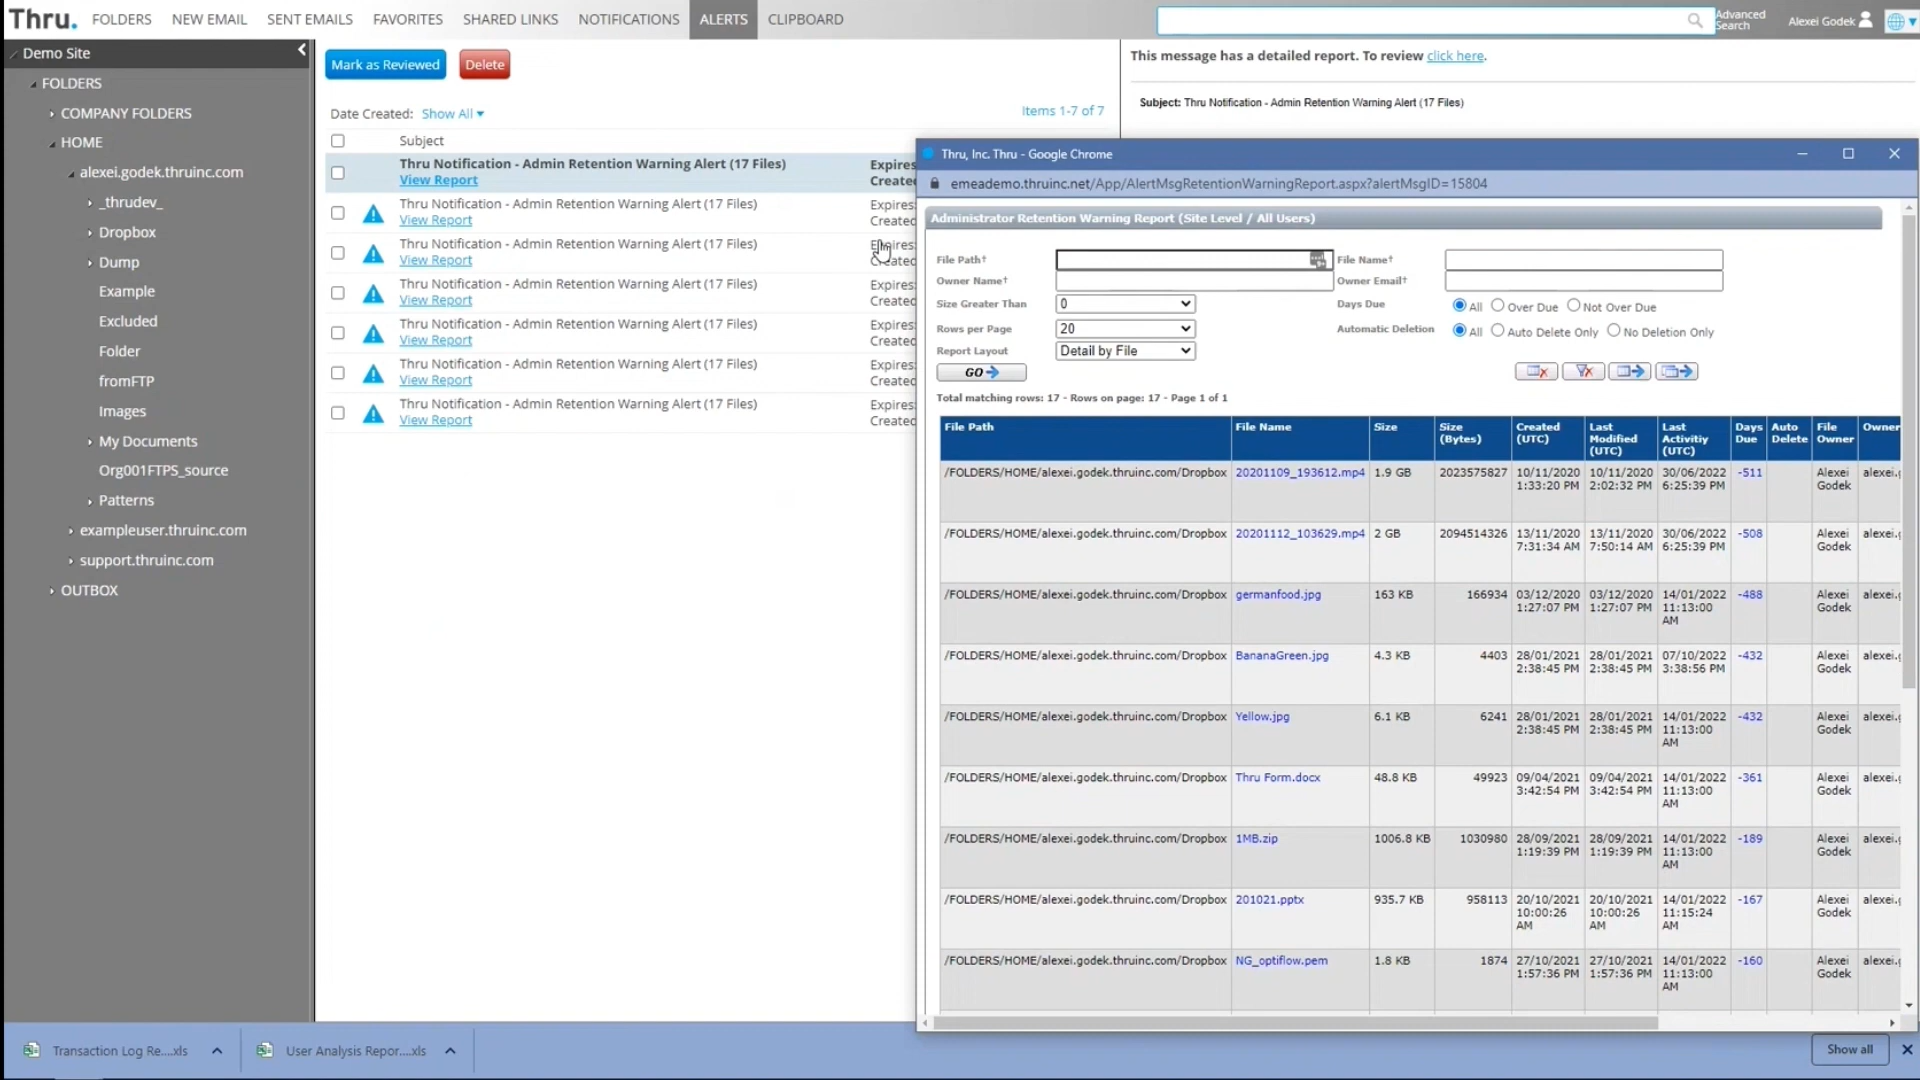 Thru. FOLDERS NEW EMAIL SENT EMAILS FAVORITES SHARED LINKS NOTIFICATIONS ALERTS CLIPBOARD Advanced Search Alexei Godek
Demo Site
FOLDERS
COMPANY FOLDERS
HOME
alexei.godek.thruinc.com
_thrudev_
Dropbox
Dump
Example
Excluded
Folder
fromFTP
Images
My Documents
Org001FTPS_source
Patterns
exampleuser.thruinc.com
support.thruinc.com
OUTBOX
Mark as Reviewed Delete
Date Created: Show All Items 1-7 of 7
Subject
Thru Notification - Admin Retention Warning Alert (17 Files) Expires
View Report Created
Thru Notification - Admin Retention Warning Alert (17 Files) Expires:
View Report Created
Thru Notification - Admin Retention Warning Alert (17 Files) Expires:
View Report Created
Thru Notification - Admin Retention Warning Alert (17 Files) Expires:
View Report Created
Thru Notification - Admin Retention Warning Alert (17 Files) Expires:
View Report Created
Thru Notification - Admin Retention Warning Alert (17 Files) Expires:
View Report Created
Thru Notification - Admin Retention Warning Alert (17 Files) Expires:
View Report Created
This message has a detailed report. To review click here.
Subject: Thru Notification - Admin Retention Warning Alert (17 Files)
Thru, Inc. Thru - Google Chrome
emeademo.thruinc.net/App/AlertMsgRetentionWarningReport.aspx?alertMsgID=15804
Administrator Retention Warning Report (Site Level / All Users)
File Path† File Name†
Owner Name† Owner Email†
Size Greater Than 0 Days Due All Over Due Not Over Due
Rows per Page 20 Automatic Deletion All Auto Delete Only No Deletion Only
Report Layout Detail by File
GO
Total matching rows: 17 - Rows on page: 17 - Page 1 of 1
File Path File Name Size Size (Bytes) Created (UTC) Last Modified (UTC) Last Activitiy (UTC) Days Due Auto Delete File Owner Owner
/FOLDERS/HOME/alexei.godek.thruinc.com/Dropbox 20201109_193612.mp4 1.9 GB 2023575827 10/11/2020 1:33:20 PM 10/11/2020 2:02:32 PM 30/06/2022 6:25:39 PM -511 Alexei Godek alexei.g
/FOLDERS/HOME/alexei.godek.thruinc.com/Dropbox 20201112_103629.mp4 2 GB 2094514326 13/11/2020 7:31:34 AM 13/11/2020 7:50:14 AM 30/06/2022 6:25:39 PM -508 Alexei Godek alexei.g
/FOLDERS/HOME/alexei.godek.thruinc.com/Dropbox germanfood.jpg 163 KB 166934 03/12/2020 1:27:07 PM 03/12/2020 1:27:07 PM 14/01/2022 11:13:00 AM -488 Alexei Godek alexei.g
/FOLDERS/HOME/alexei.godek.thruinc.com/Dropbox BananaGreen.jpg 4.3 KB 4403 28/01/2021 2:38:45 PM 28/01/2021 2:38:45 PM 07/10/2022 3:38:56 PM -432 Alexei Godek alexei.g
/FOLDERS/HOME/alexei.godek.thruinc.com/Dropbox Yellow.jpg 6.1 KB 6241 28/01/2021 2:38:45 PM 28/01/2021 2:38:45 PM 14/01/2022 11:13:00 AM -432 Alexei Godek alexei.g
/FOLDERS/HOME/alexei.godek.thruinc.com/Dropbox Thru Form.docx 48.8 KB 49923 09/04/2021 3:42:54 PM 09/04/2021 3:42:54 PM 14/01/2022 11:13:00 AM -361 Alexei Godek alexei.g
/FOLDERS/HOME/alexei.godek.thruinc.com/Dropbox 1MB.zip 1006.8 KB 1030980 28/09/2021 1:19:39 PM 28/09/2021 1:19:39 PM 14/01/2022 11:13:00 AM -189 Alexei Godek alexei.g
/FOLDERS/HOME/alexei.godek.thruinc.com/Dropbox 201021.pptx 935.7 KB 958113 20/10/2021 10:00:26 AM 20/10/2021 10:00:26 AM 14/01/2022 11:15:24 AM -167 Alexei Godek alexei.g
/FOLDERS/HOME/alexei.godek.thruinc.com/Dropbox NG_optiflow.pem 1.8 KB 1874 27/10/2021 1:57:36 PM 27/10/2021 1:57:36 PM 14/01/2022 11:13:00 AM -160 Alexei Godek alexei.g
Transaction Log Re....xls User Analysis Repor....xls Show all